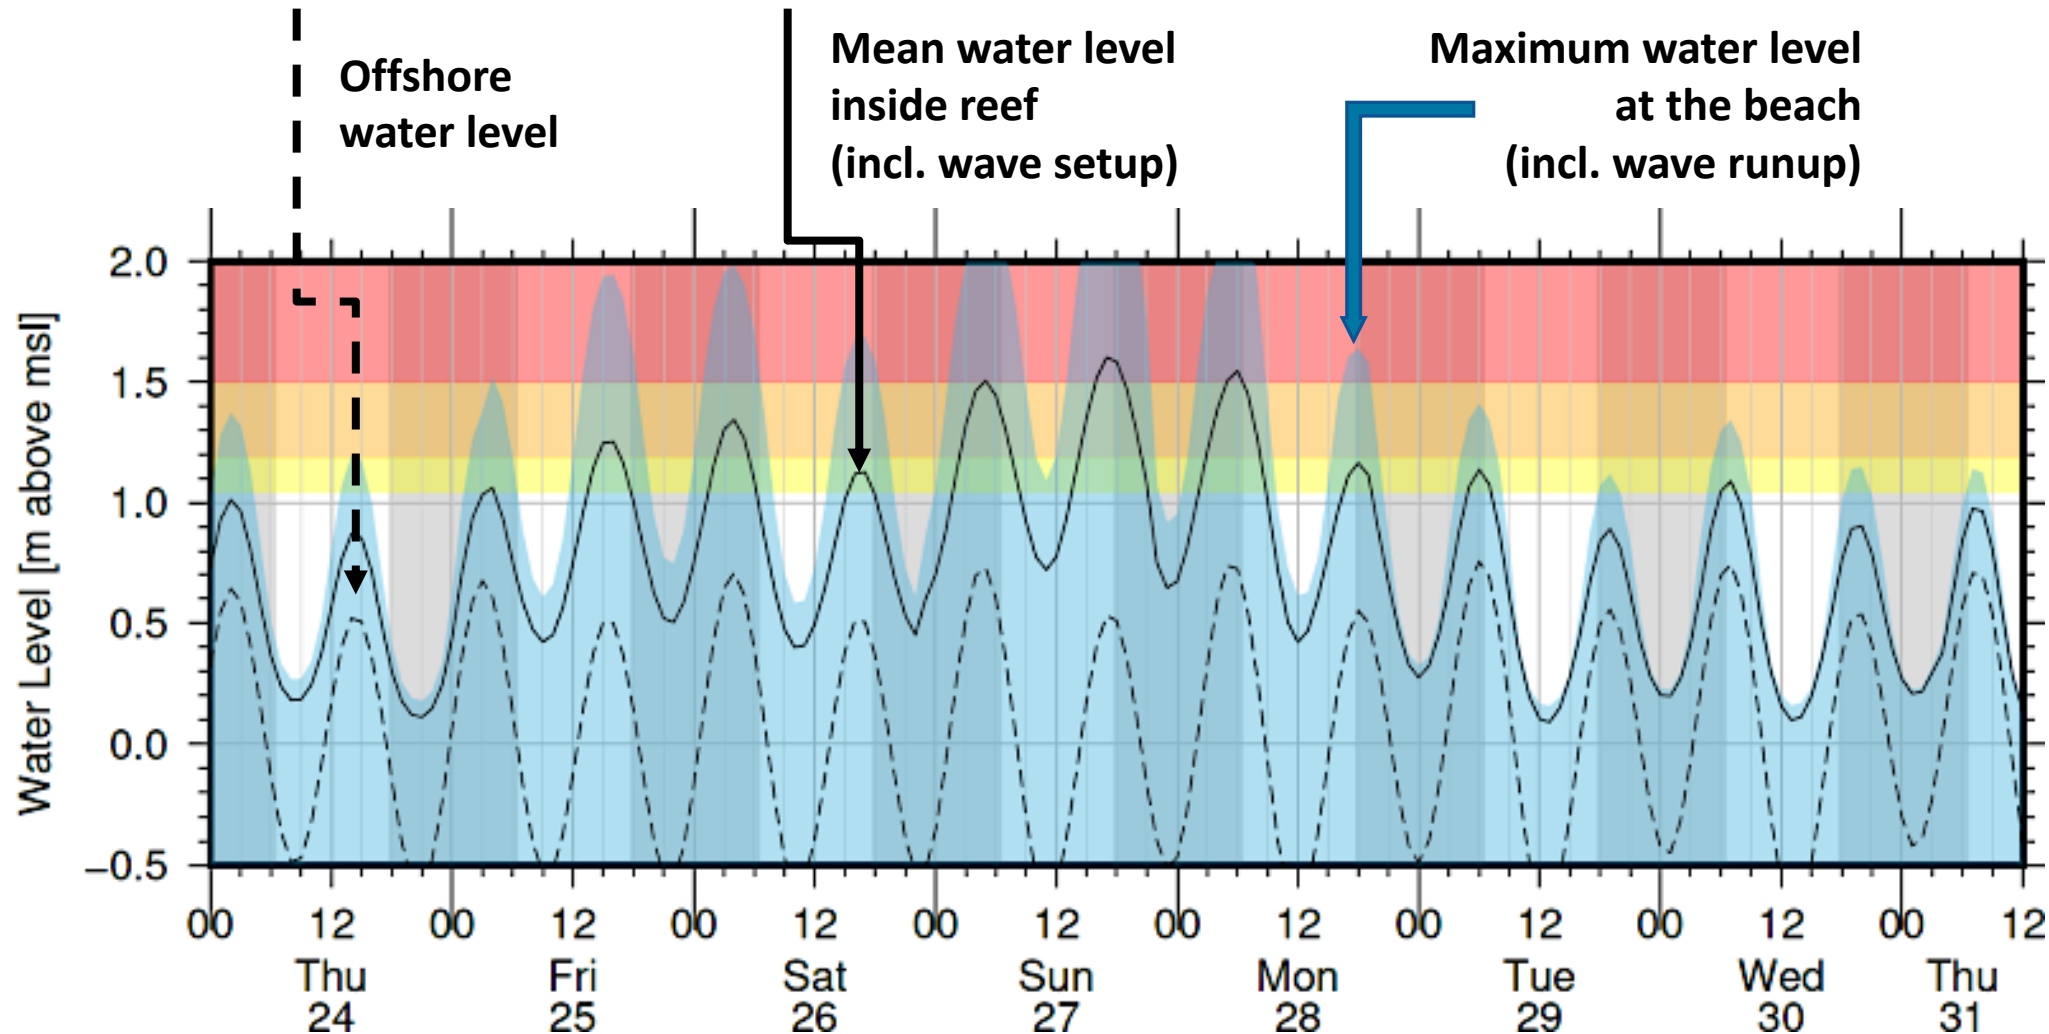 Offshore
water level
Mean water level
inside reef
(incl. wave setup)
Maximum water level
at the beach
(incl. wave runup)
Water Level [m above msl]
2.0
1.5
1.0
0.5
0.0
−0.5
00 12 00 12 00 12 00 12 00 12 00 12 00 12 00 12
Thu Fri Sat Sun Mon Tue Wed Thu
24 25 26 27 28 29 30 31